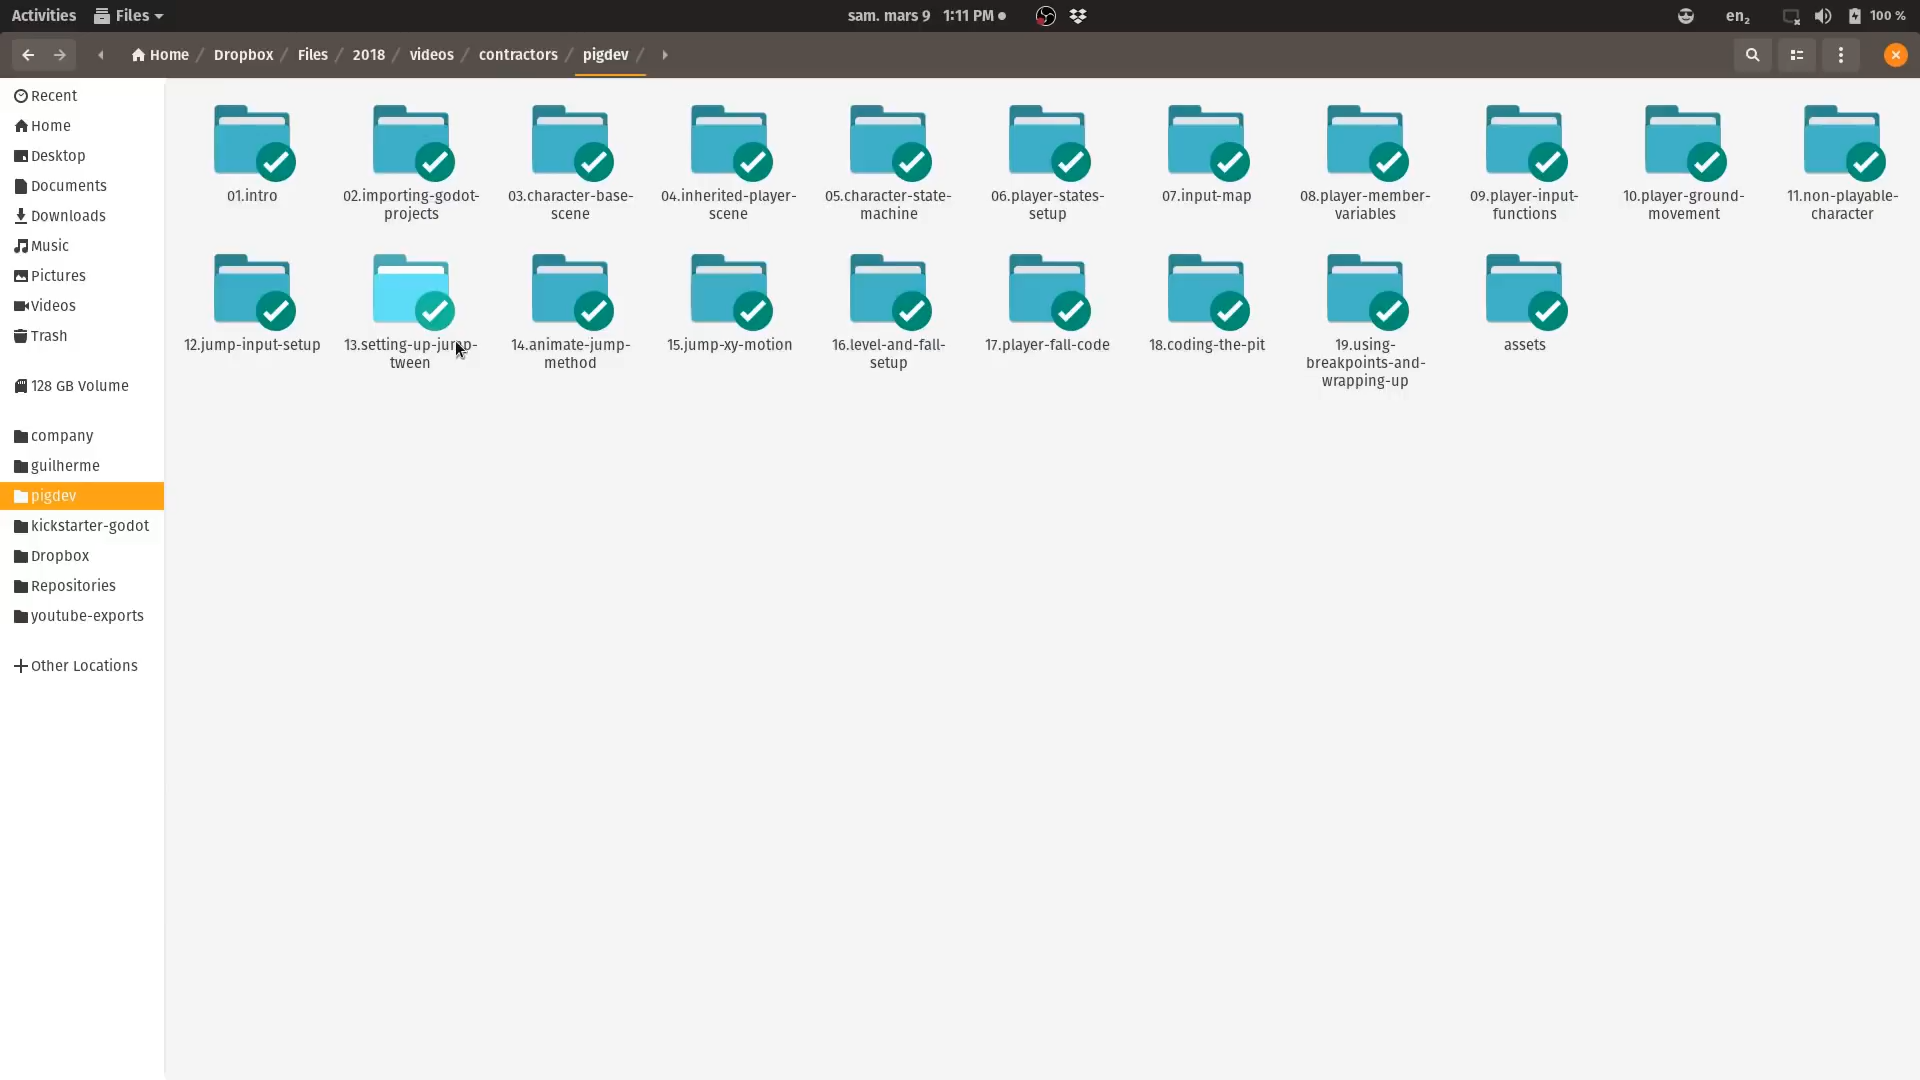 Activities Files sam. mars 9 1:11 PM en₂ 100 %
Home / Dropbox / Files / 2018 / videos / contractors / pigdev /
Recent
Home
Desktop
Documents
Downloads
Music
Pictures
Videos
Trash
128 GB Volume
company
guilherme
pigdev
kickstarter-godot
Dropbox
Repositories
youtube-exports
Other Locations
01.intro
02.importing-godot-
projects
03.character-base-
scene
04.inherited-player-
scene
05.character-state-
machine
06.player-states-
setup
07.input-map
08.player-member-
variables
09.player-input-
functions
10.player-ground-
movement
11.non-playable-
character
12.jump-input-setup
13.setting-up-jump-
tween
14.animate-jump-
method
15.jump-xy-motion
16.level-and-fall-
setup
17.player-fall-code
18.coding-the-pit
19.using-
breakpoints-and-
wrapping-up
assets